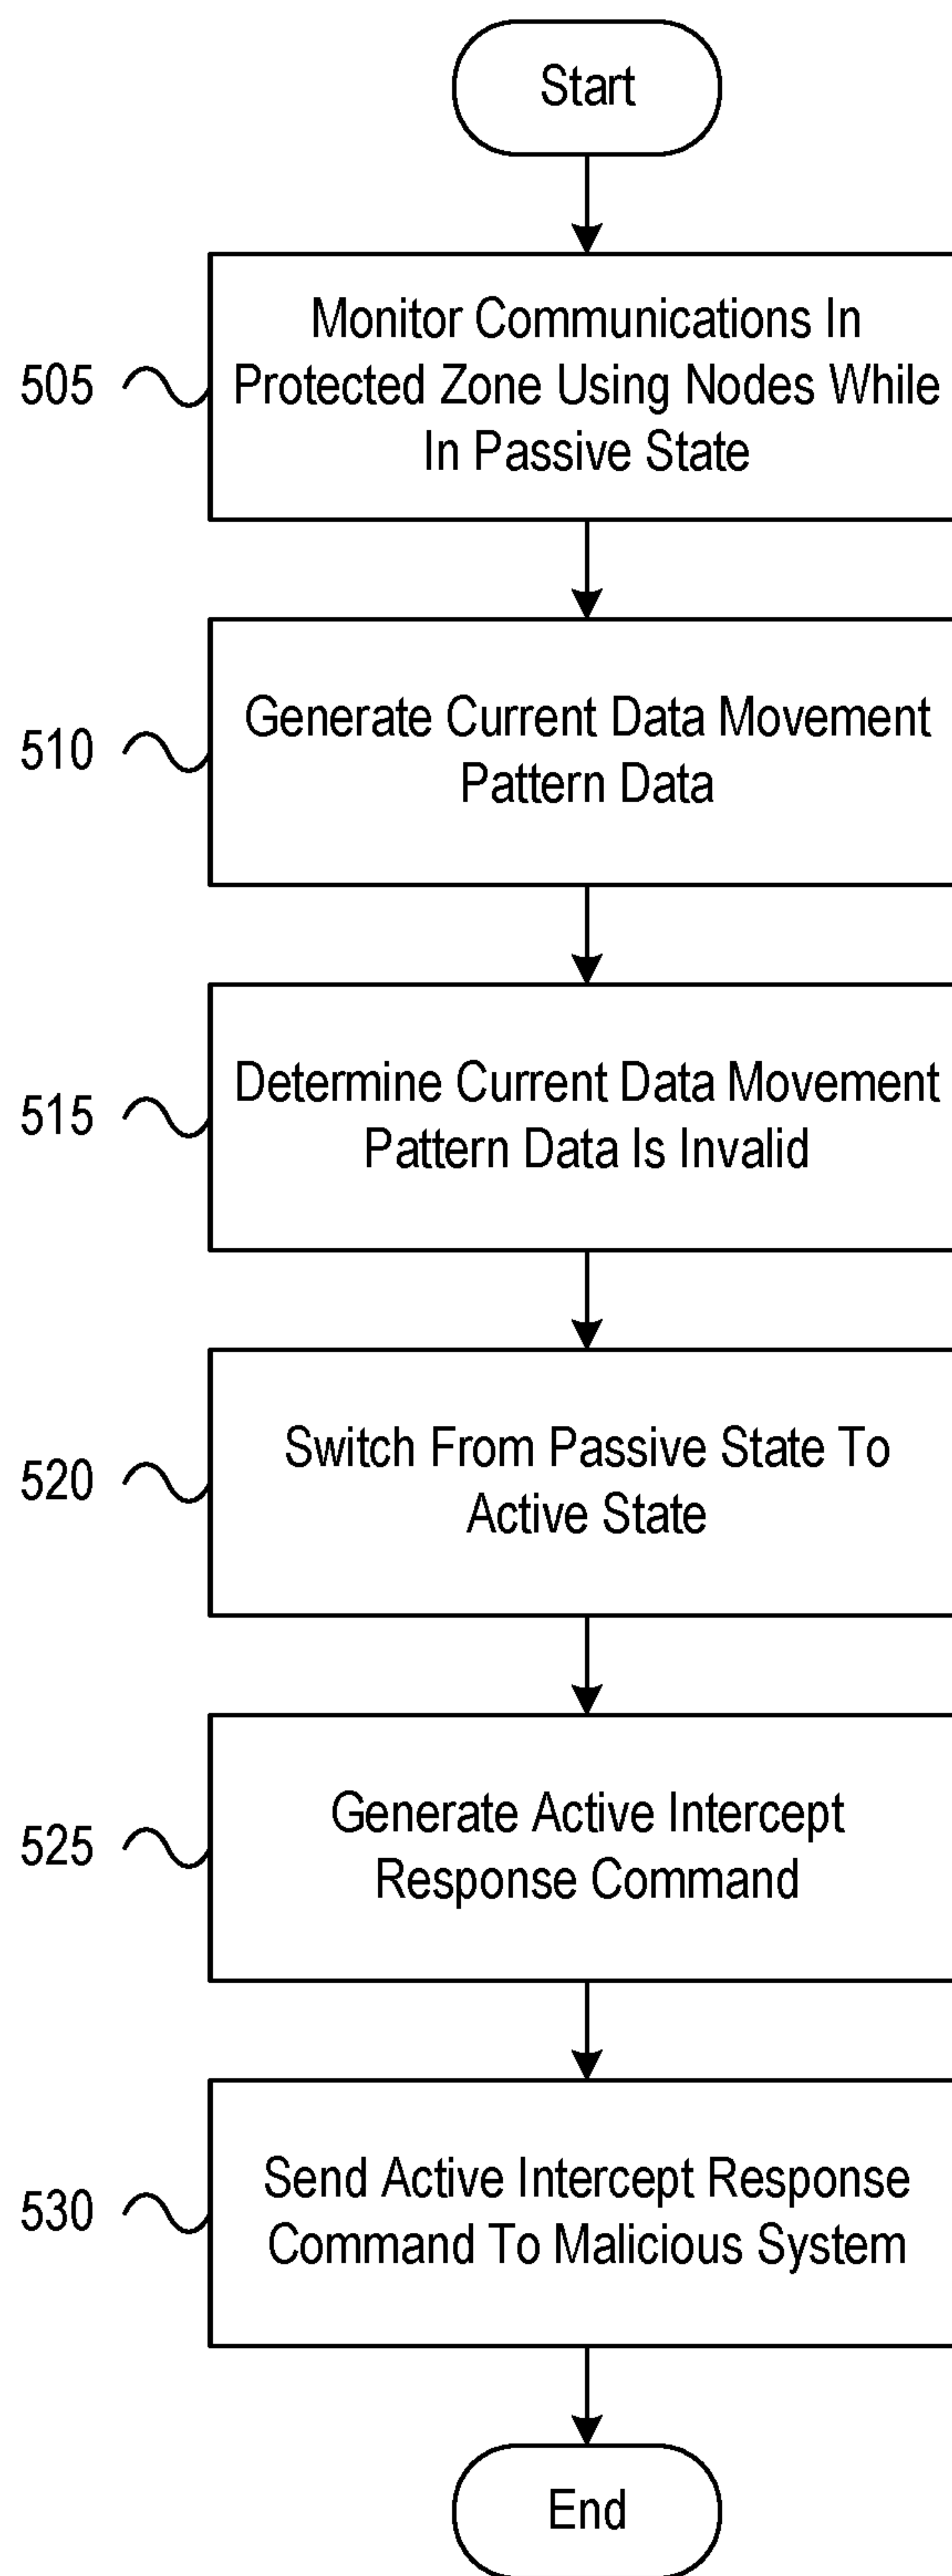 Start
505
Monitor Communications In
Protected Zone Using Nodes While
In Passive State
510
Generate Current Data Movement
Pattern Data
515
Determine Current Data Movement
Pattern Data Is Invalid
520
Switch From Passive State To
Active State
525
Generate Active Intercept
Response Command
530
Send Active Intercept Response
Command To Malicious System
End